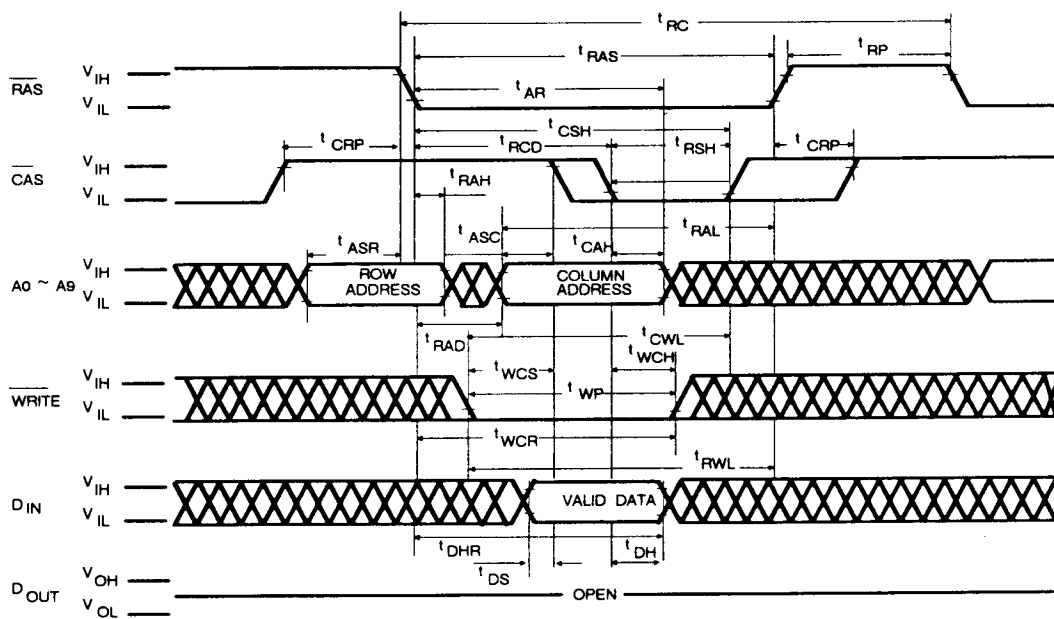 t RC
t RAS
t RP
RAS
V IH
V IL
t AR
t CSH
t CRP
t RCD
t RSH
t CRP
CAS
V IH
V IL
t RAH
t RAL
t ASR
t ASC
t CAH
A0 ~ A9
V IH
V IL
ROW ADDRESS
COLUMN ADDRESS
t RAD
t CWL
t WCH
t WCS
t WP
WRITE
V IH
V IL
t WCR
t RWL
D IN
V IH
V IL
VALID DATA
t DHR
t DH
t DS
D OUT
V OH
V OL
OPEN